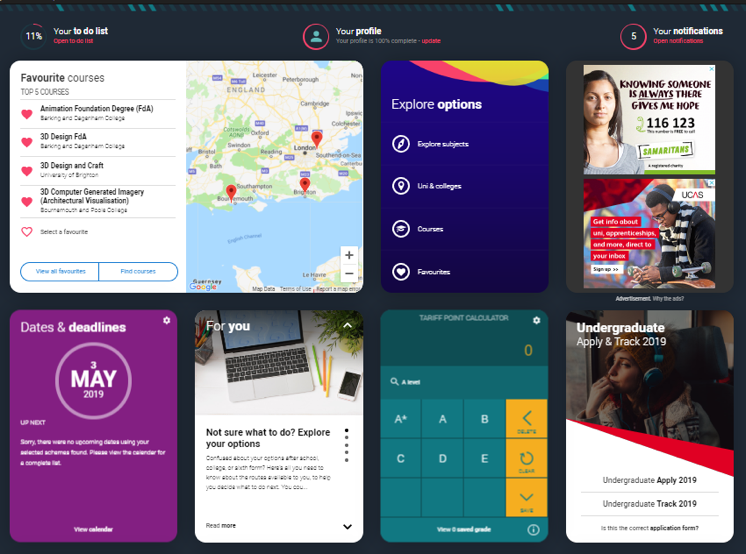 11%
Your to do list
Open to do list
Your profile
Your profile is 100% complete - update
5
Your notifications
Open notifications
Favourite courses
TOP 5 COURSES
Animation Foundation Degree (FdA)
Barking and Dagenham College
3D Design FdA
Barking and Dagenham College
3D Design and Craft
University of Brighton
3D Computer Generated Imagery
(Architectural Visualisation)
Bournemouth and Poole College
Select a favourite
View all favourites
Find courses
Leicester
Peterborough
ENGLAND
Cambridge
COTSWOLDS
AONB
Oxford
Colchester
Swindon
London
Bristol
Reading
Southend-on-Sea
Bath
Southampton
Brighton
Bournemouth
English Channel
Guernsey
Le Havre
+
−
Google
Map Data
Terms of Use
Report a map error
Explore options
Explore subjects
Uni & colleges
Courses
Favourites
KNOWING SOMEONE
IS ALWAYS THERE
GIVES ME HOPE
116 123
This number is FREE to call
SAMARITANS
A registered charity
UCAS
Get info about
uni, apprenticeships,
and more, direct to
your inbox
Sign up >>
Advertisement. Why the ads?
Dates & deadlines
3
MAY
2019
UP NEXT
Sorry, there were no upcoming dates using your
selected schemes found. Please view the calendar for
a complete list.
View calendar
For you
Not sure what to do? Explore
your options
Confused about your options after school,
college, or sixth form? Here's all you need to
know about the routes available to you, to help
you decide what to do next. You cou...
Read more
TARIFF POINT CALCULATOR
0
A level
A*
A
B
DELETE
C
D
E
CLEAR
SAVE
View 0 saved grade
Undergraduate
Apply & Track 2019
Undergraduate Apply 2019
Undergraduate Track 2019
Is this the correct application form?